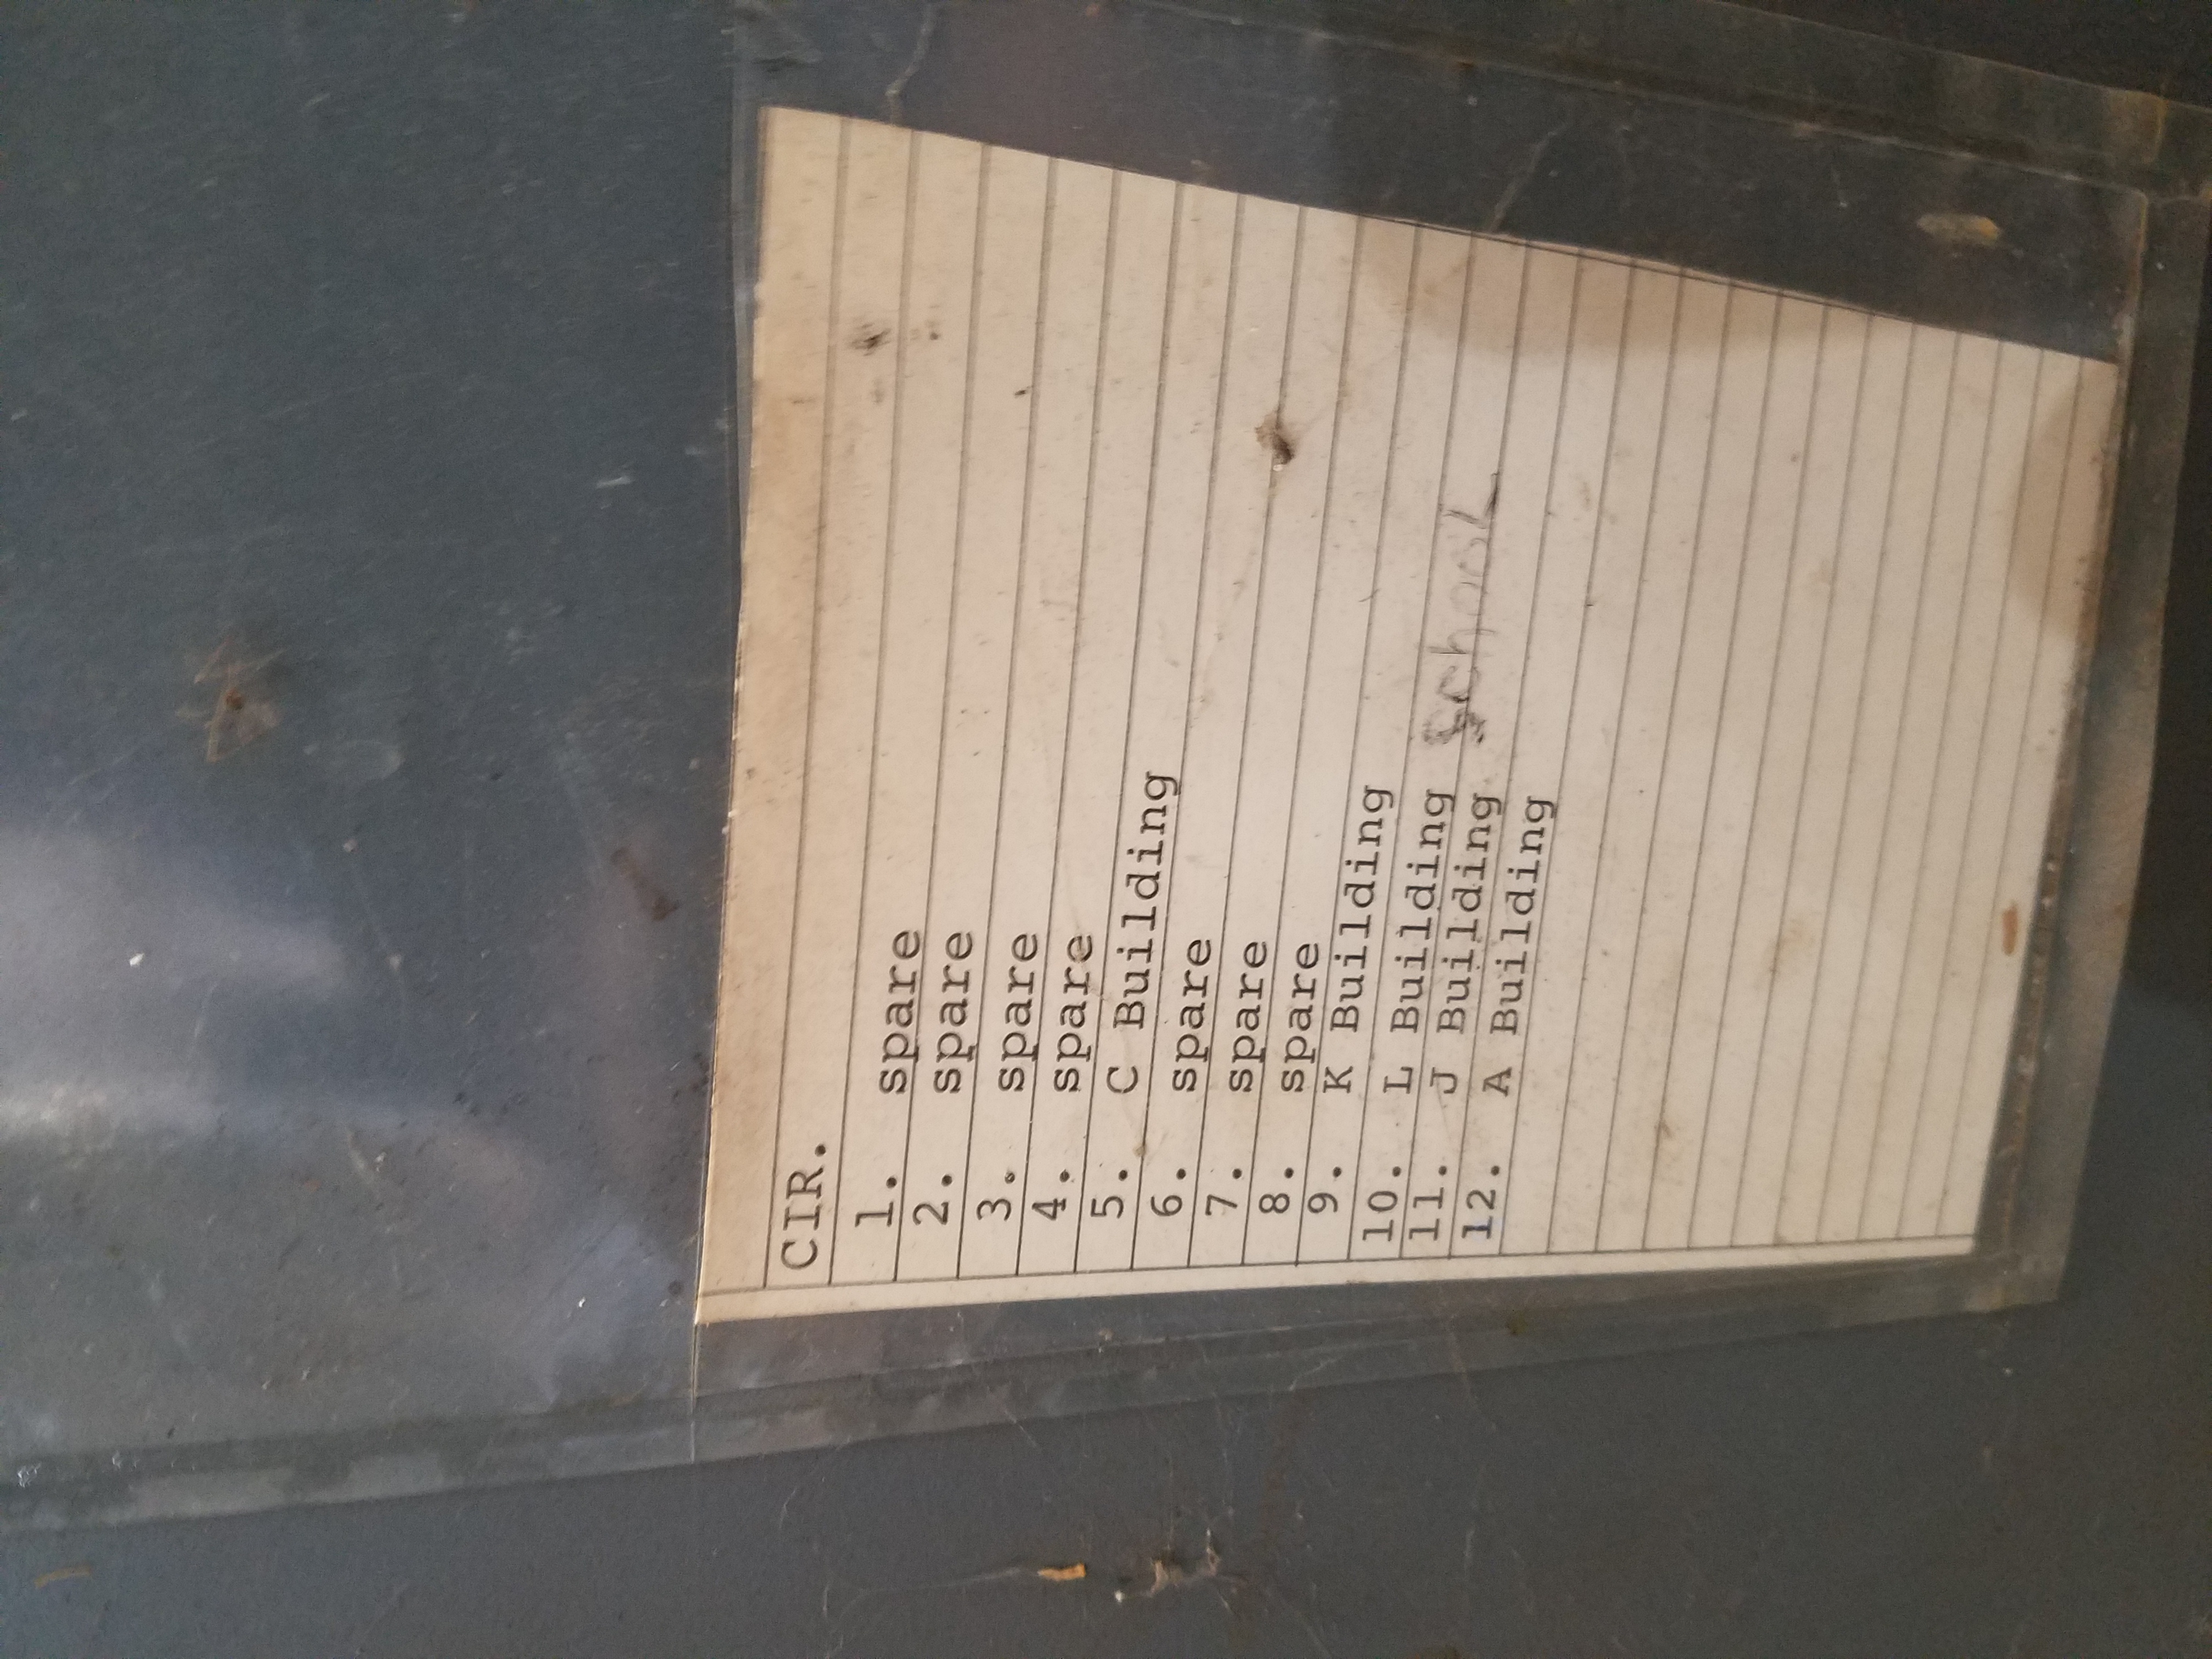 CIR.
1. spare
2. spare
3. spare
4. spare
5. C Building
6. spare
7. spare
8. spare
9. K Building
10. L Building
11. J Building School
12. A Building